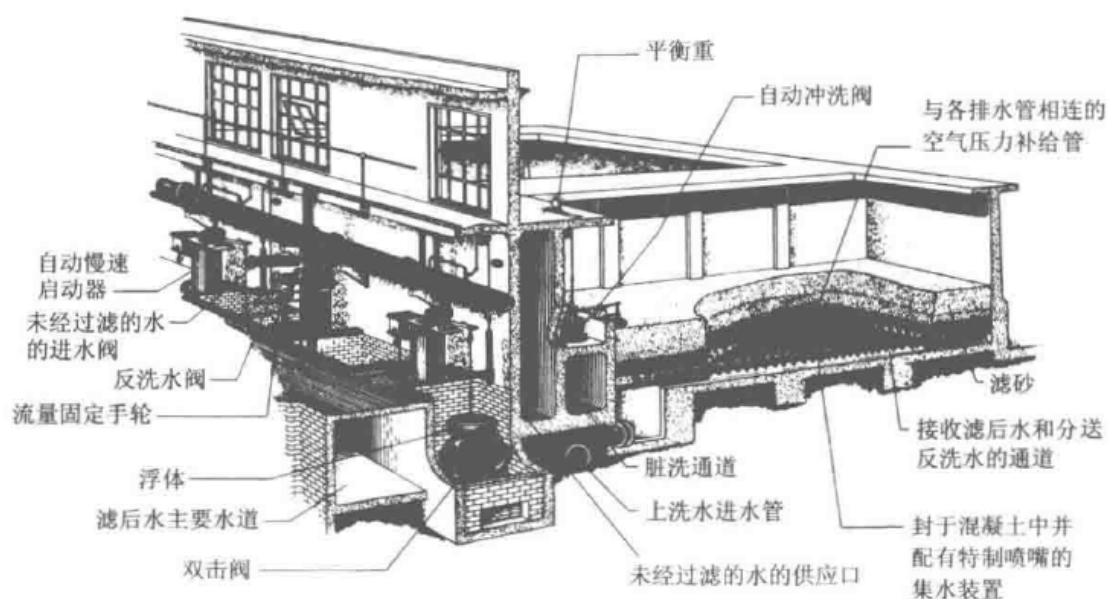 平衡重
自动冲洗阀
与各排水管相连的
空气压力补给管
自动慢速
启动器
未经过滤的水
的进水阀
反洗水阀
流量固定手轮
浮体
滤后水主要水道
双击阀
滤砂
接收滤后水和分送
反洗水的通道
脏洗通道
上洗水进水管
未经过滤的水的供应口
封于混凝土中并
配有特制喷嘴的
集水装置